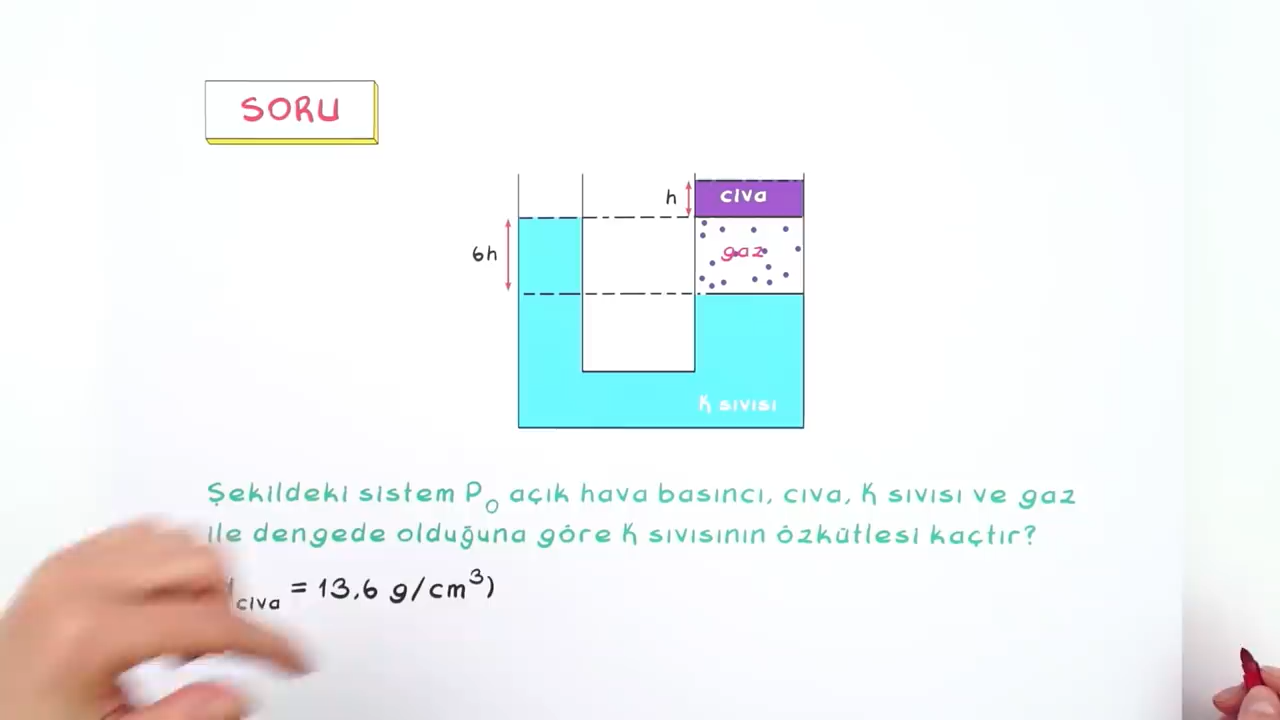 SORU
h
cıva
6h
gaz
K sıvısı
Şekildeki sistem P₀ açık hava basıncı, cıva, K sıvısı ve gaz
ile dengede olduğuna göre K sıvısının özkütlesi kaçtır?
cıva = 13,6 g/cm³)